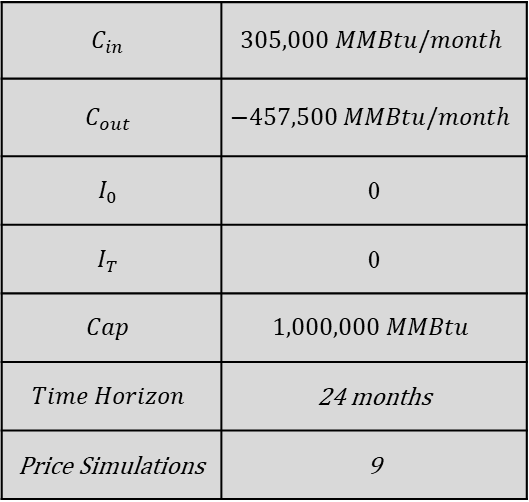 C_in 305,000 MMBtu/month
C_out −457,500 MMBtu/month
I_0 0
I_T 0
Cap 1,000,000 MMBtu
Time Horizon 24 months
Price Simulations 9